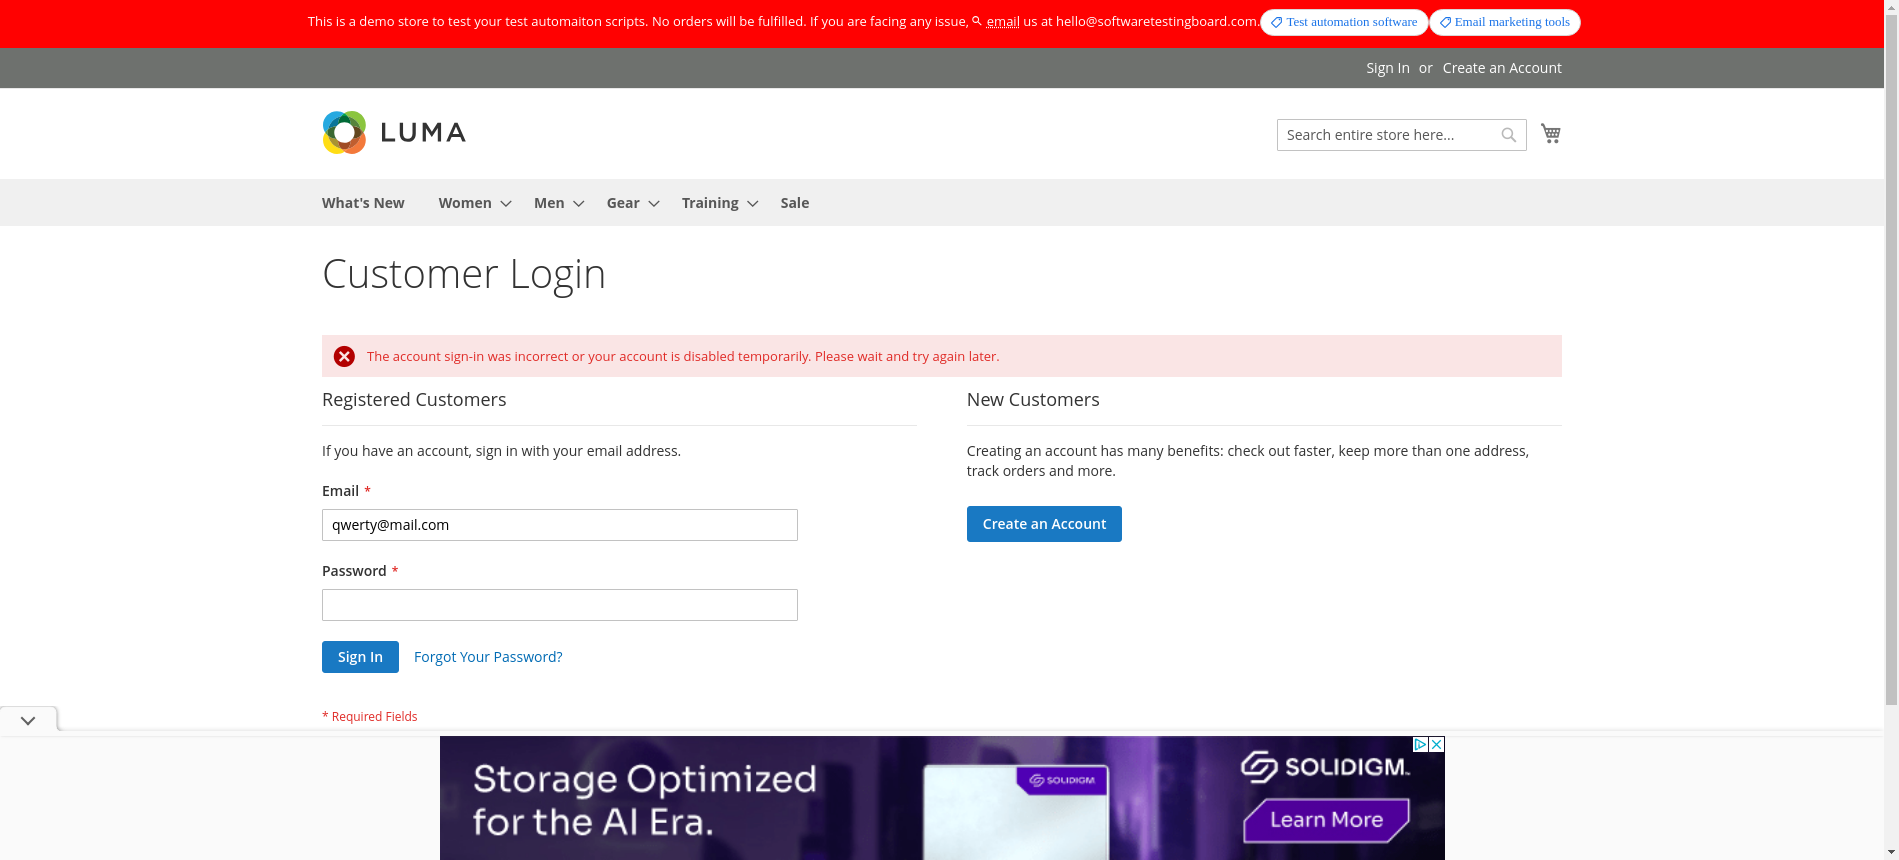 This is a demo store to test your test automaiton scripts. No orders will be fulfilled. If you are facing any issue, email us at hello@softwaretestingboard.com. Test automation software Email marketing tools
Sign In or Create an Account
LUMA
Search entire store here...
What's New Women Men Gear Training Sale
Customer Login
The account sign-in was incorrect or your account is disabled temporarily. Please wait and try again later.
Registered Customers
If you have an account, sign in with your email address.
Email *
qwerty@mail.com
Password *
Sign In Forgot Your Password?
* Required Fields
New Customers
Creating an account has many benefits: check out faster, keep more than one address,
track orders and more.
Create an Account
Storage Optimized
for the AI Era.
SOLIDIGM
SOLIDIGM
Learn More